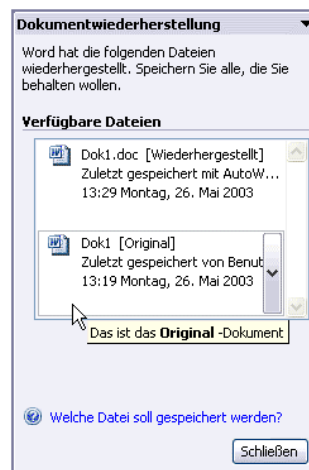 Dokumentwiederherstellung
Word hat die folgenden Dateien
wiederhergestellt. Speichern Sie alle, die Sie
behalten wollen.
Verfügbare Dateien
Dok1.doc [Wiederhergestellt]
Zuletzt gespeichert mit AutoW...
13:29 Montag, 26. Mai 2003
Dok1 [Original]
Zuletzt gespeichert von Benut
13:19 Montag, 26. Mai 2003
Das ist das Original -Dokument
Welche Datei soll gespeichert werden?
Schließen